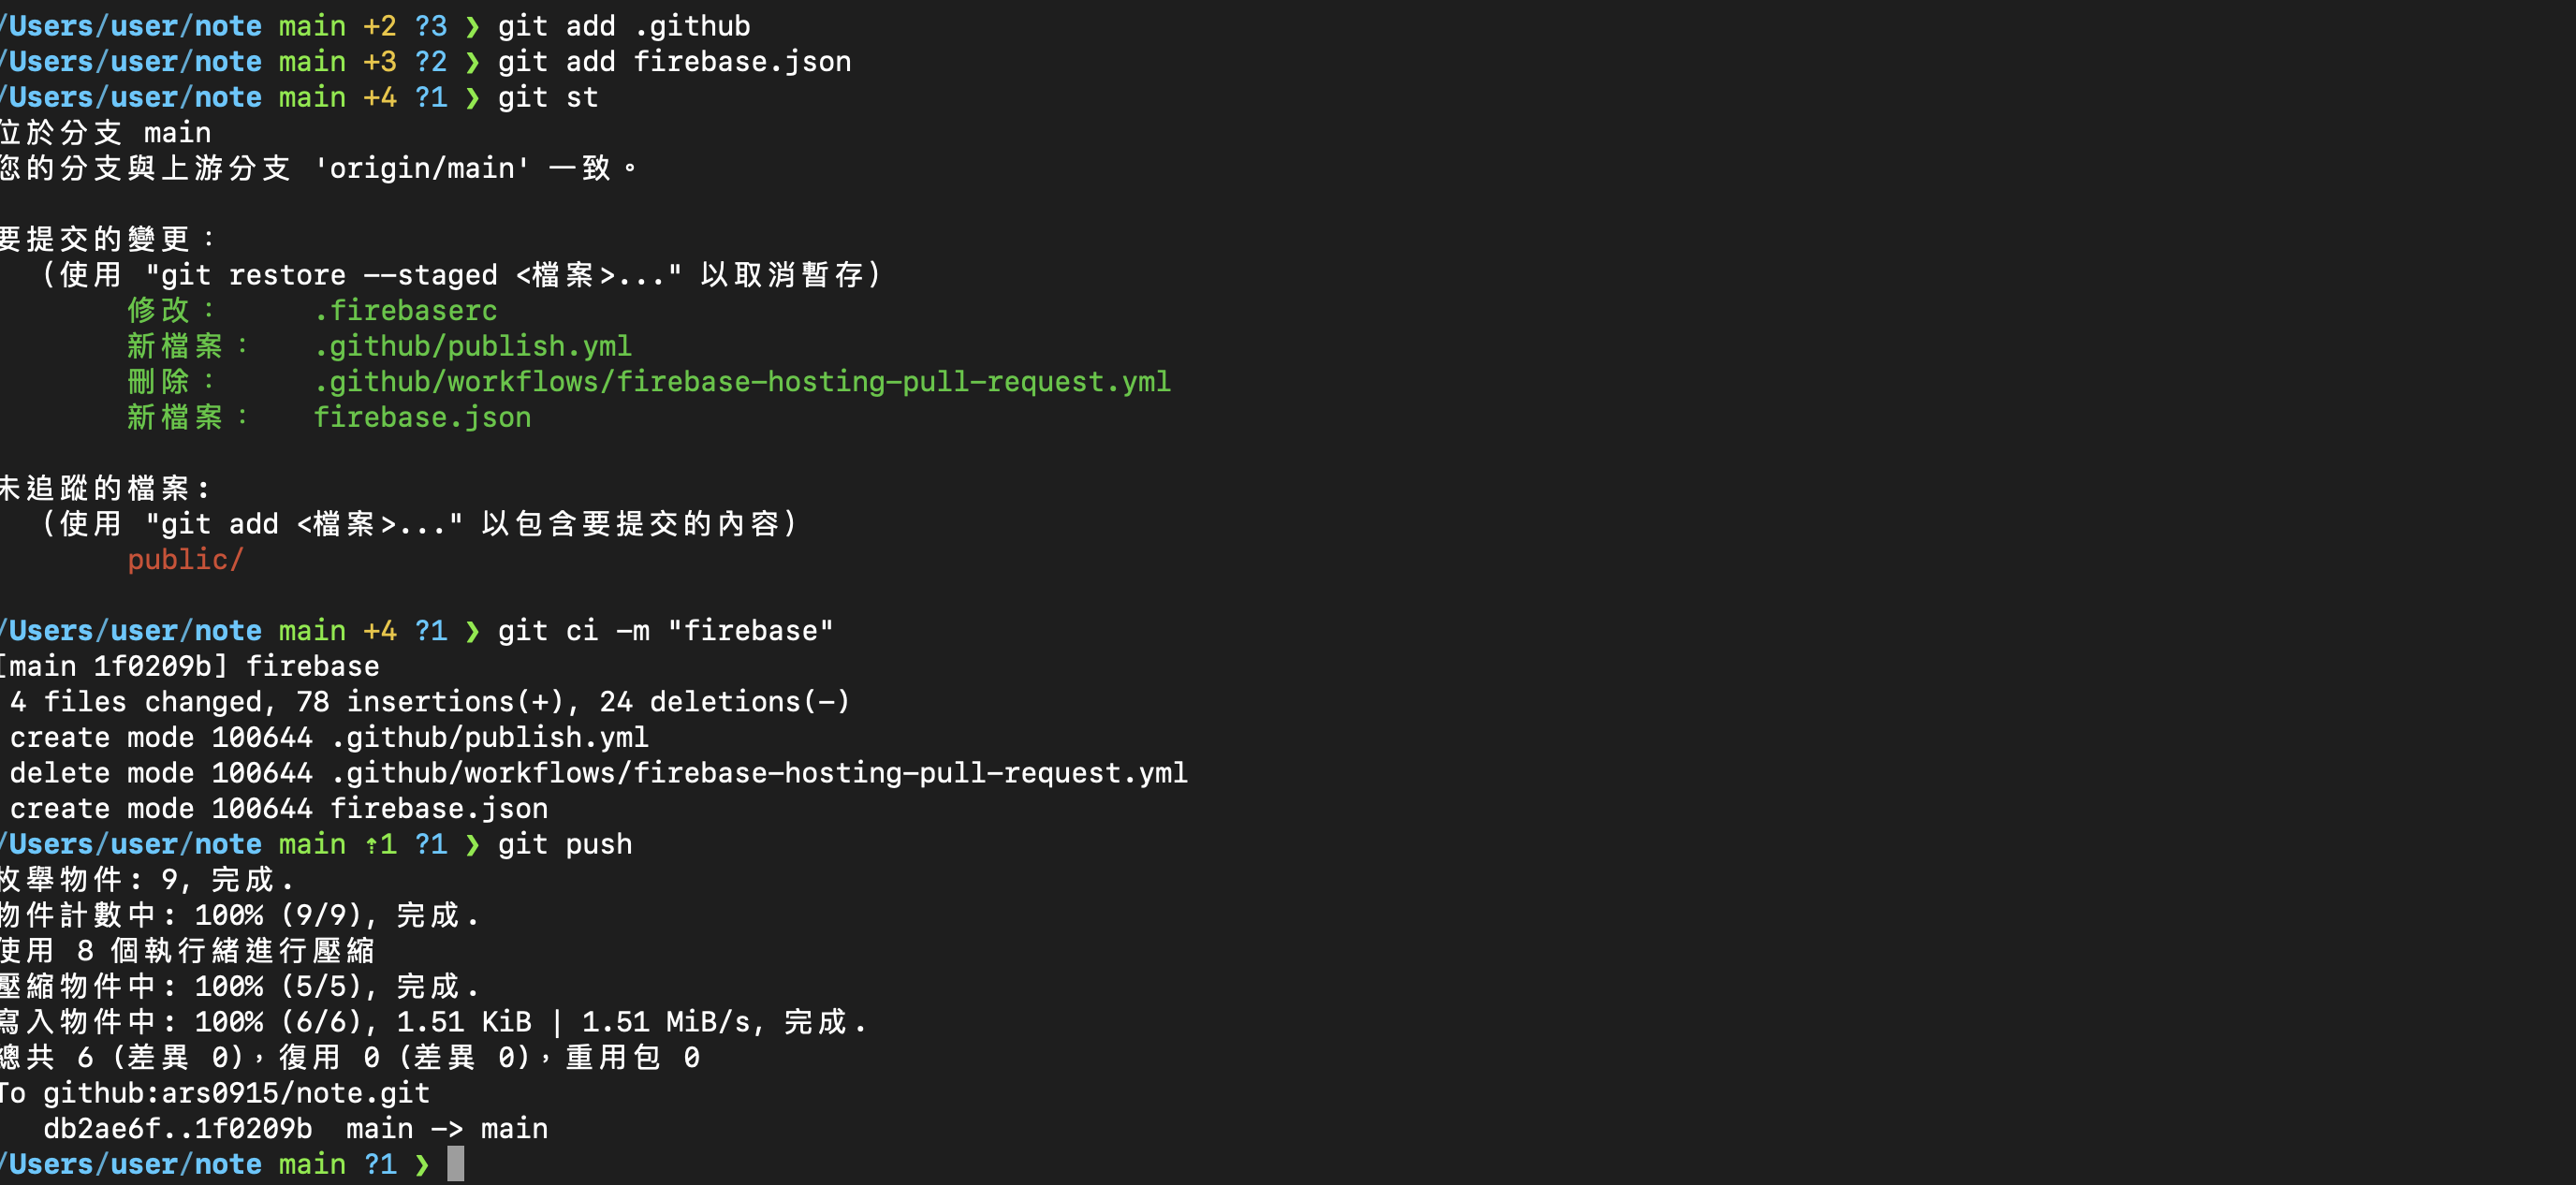 /Users/user/note main +2 ?3 ❯ git add .github
/Users/user/note main +3 ?2 ❯ git add firebase.json
/Users/user/note main +4 ?1 ❯ git st
位於分支 main
您的分支與上游分支 'origin/main' 一致。
要提交的變更：
（使用 "git restore --staged <檔案>..." 以取消暫存）
修改： .firebaserc
新檔案： .github/publish.yml
刪除： .github/workflows/firebase-hosting-pull-request.yml
新檔案： firebase.json
未追蹤的檔案:
（使用 "git add <檔案>..." 以包含要提交的內容）
public/
/Users/user/note main +4 ?1 ❯ git ci -m "firebase"
[main 1f0209b] firebase
4 files changed, 78 insertions(+), 24 deletions(-)
create mode 100644 .github/publish.yml
delete mode 100644 .github/workflows/firebase-hosting-pull-request.yml
create mode 100644 firebase.json
/Users/user/note main ⇡1 ?1 ❯ git push
枚舉物件: 9, 完成.
物件計數中: 100% (9/9), 完成.
使用 8 個執行緒進行壓縮
壓縮物件中: 100% (5/5), 完成.
寫入物件中: 100% (6/6), 1.51 KiB | 1.51 MiB/s, 完成.
總共 6 (差異 0)，復用 0 (差異 0)，重用包 0
To github:ars0915/note.git
db2ae6f..1f0209b  main -> main
/Users/user/note main ?1 ❯